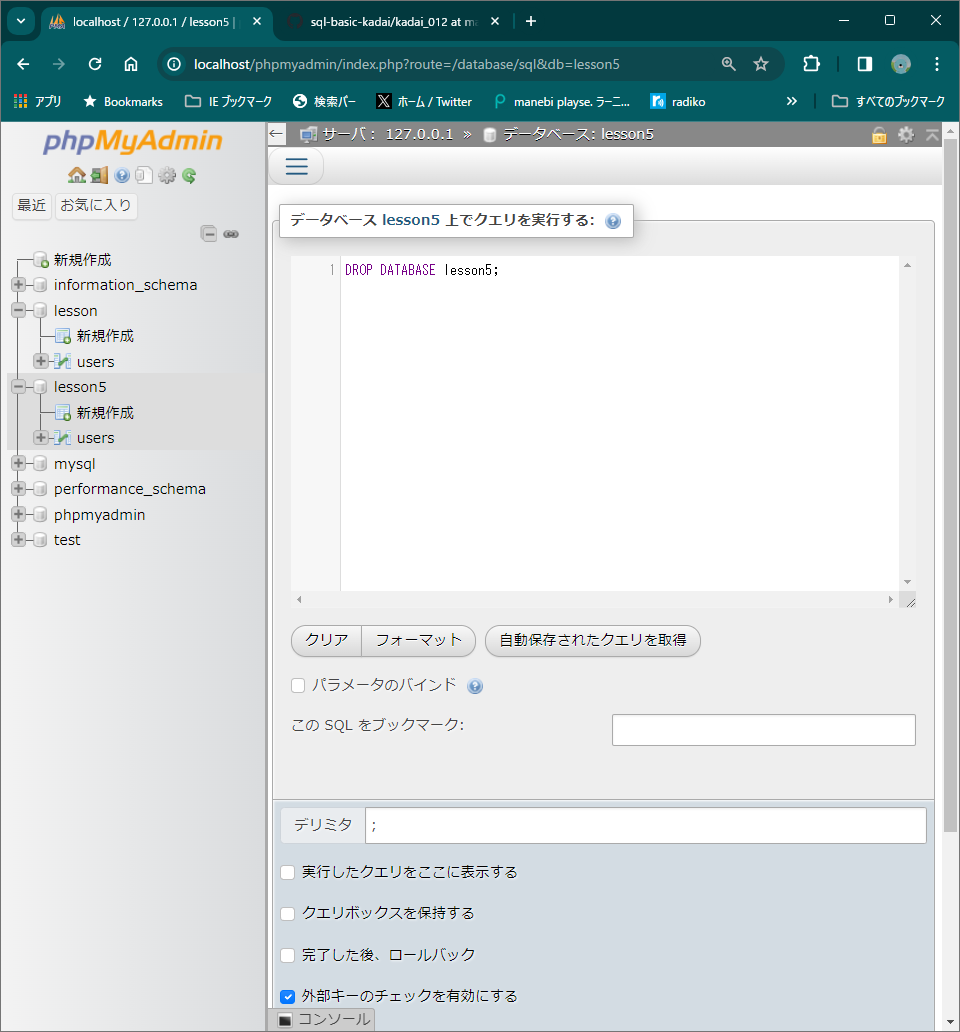 localhost / 127.0.0.1 / lesson5 |
sql-basic-kadai/kadai_012 at ma
localhost/phpmyadmin/index.php?route=/database/sql&db=lesson5
アプリ
Bookmarks
IE ブックマーク
検索バー
ホーム / Twitter
manebi playse. ラーニ...
radiko
すべてのブックマーク
phpMyAdmin
最近
お気に入り
新規作成
information_schema
lesson
新規作成
users
lesson5
新規作成
users
mysql
performance_schema
phpmyadmin
test
サーバ: 127.0.0.1 » データベース: lesson5
データベース lesson5 上でクエリを実行する:
1 DROP DATABASE lesson5;
クリア
フォーマット
自動保存されたクエリを取得
パラメータのバインド
この SQL をブックマーク:
デリミタ ;
実行したクエリをここに表示する
クエリボックスを保持する
完了した後、ロールバック
外部キーのチェックを有効にする
コンソール